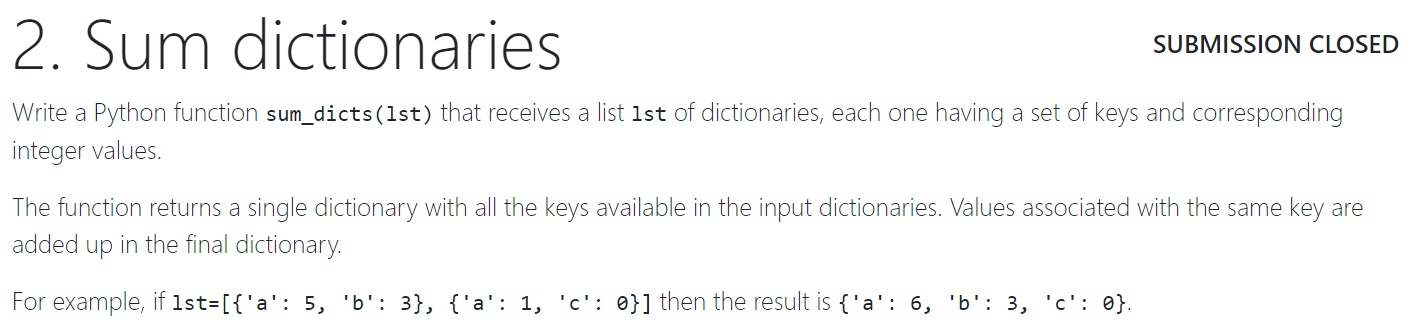 2. Sum dictionaries
SUBMISSION CLOSED
Write a Python function sum_dicts(lst) that receives a list lst of dictionaries, each one having a set of keys and corresponding
integer values.
The function returns a single dictionary with all the keys available in the input dictionaries. Values associated with the same key are
added up in the final dictionary.
For example, if lst=[{'a': 5, 'b': 3}, {'a': 1, 'c': 0}] then the result is {'a': 6, 'b': 3, 'c': 0}.